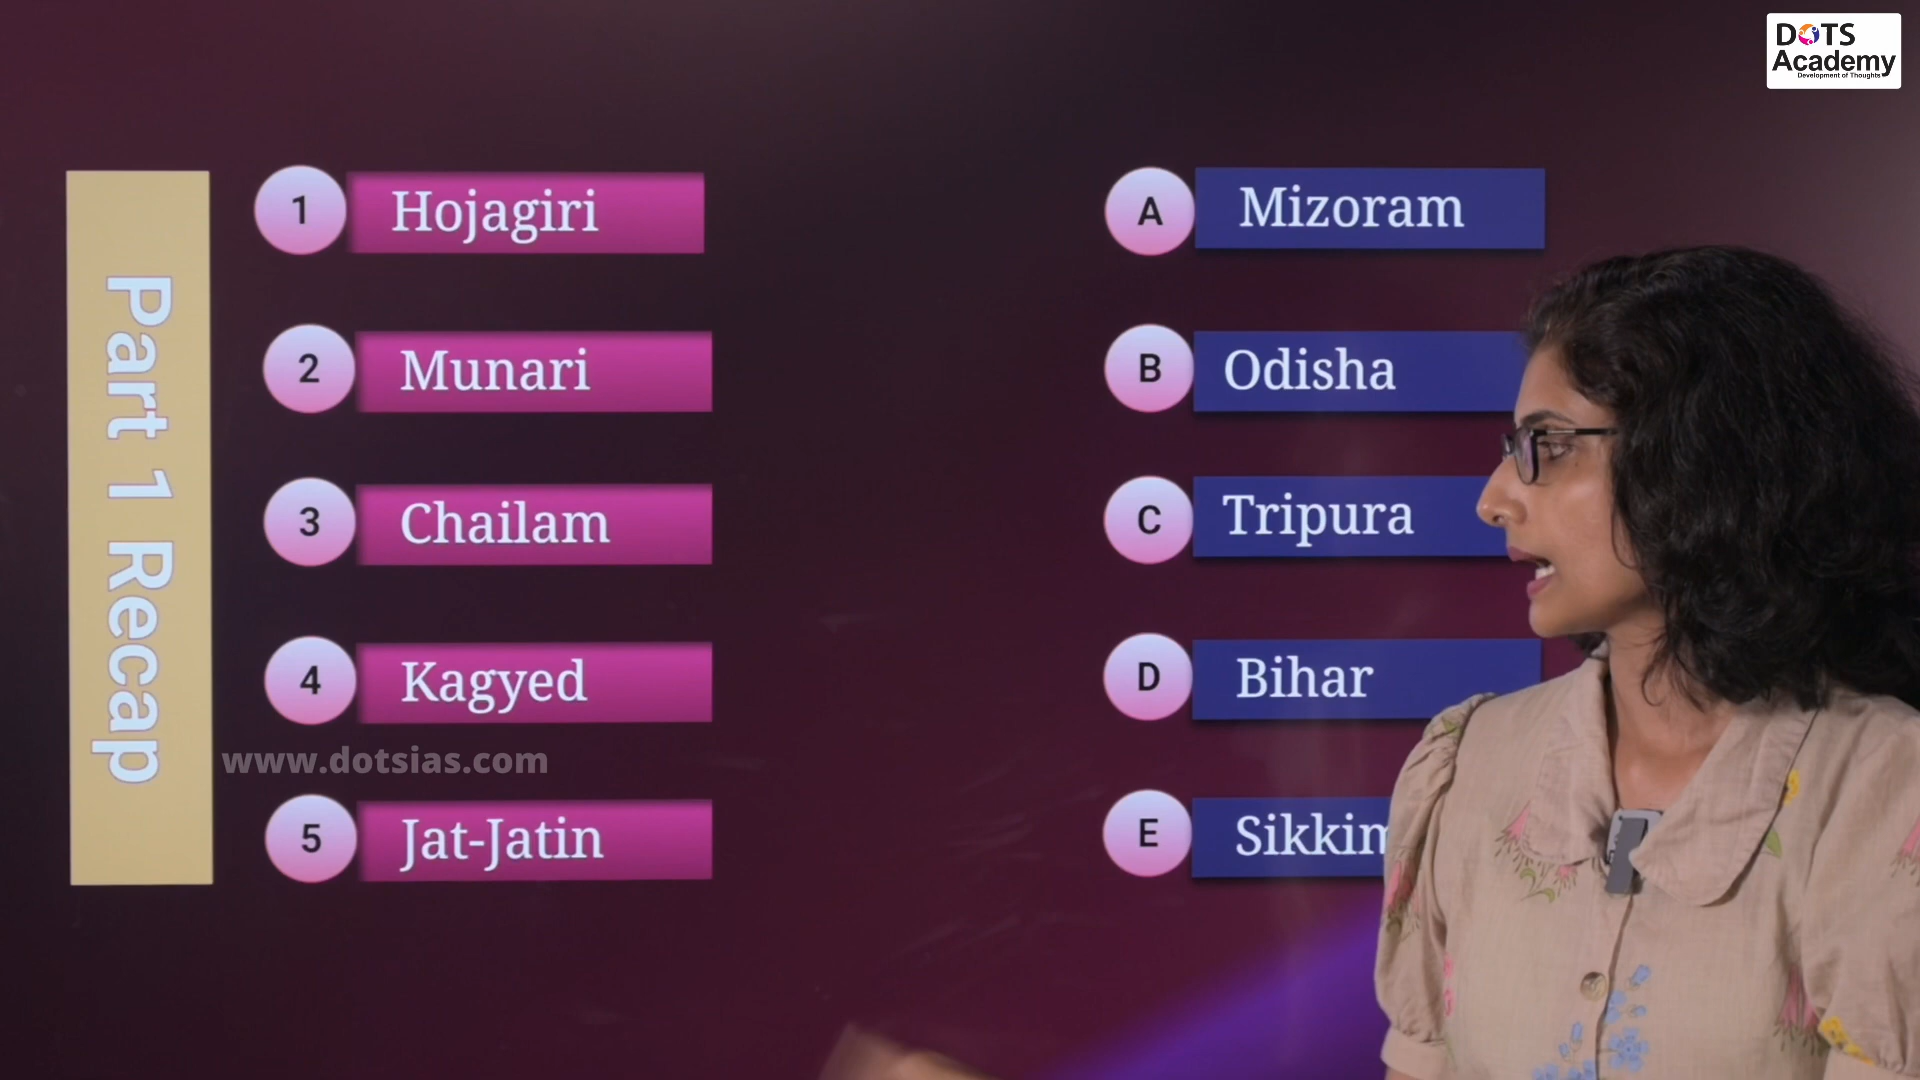 DOTS
Academy
Development of Thoughts
Part 1 Recap
1 Hojagiri
2 Munari
3 Chailam
4 Kagyed
5 Jat-Jatin
A Mizoram
B Odisha
C Tripura
D Bihar
E Sikkim
www.dotsias.com